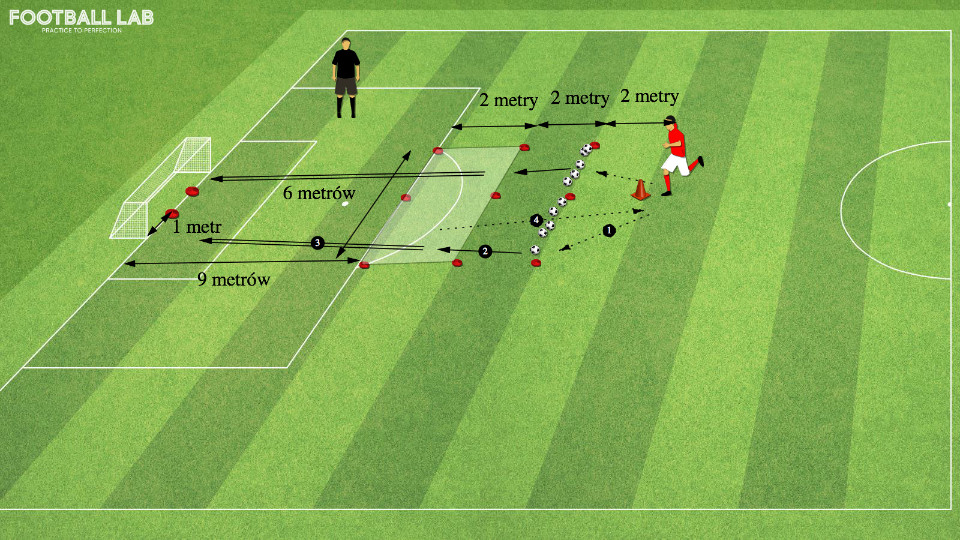 FOOTBALL LAB
PRACTICE TO PERFECTION
2 metry
2 metry
2 metry
6 metrów
1 metr
4
1
3
2
9 metrów